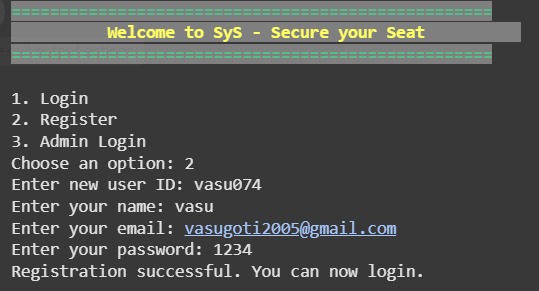 ==================================================
Welcome to SyS - Secure your Seat
==================================================
1. Login
2. Register
3. Admin Login
Choose an option: 2
Enter new user ID: vasu074
Enter your name: vasu
Enter your email: vasugoti2005@gmail.com
Enter your password: 1234
Registration successful. You can now login.